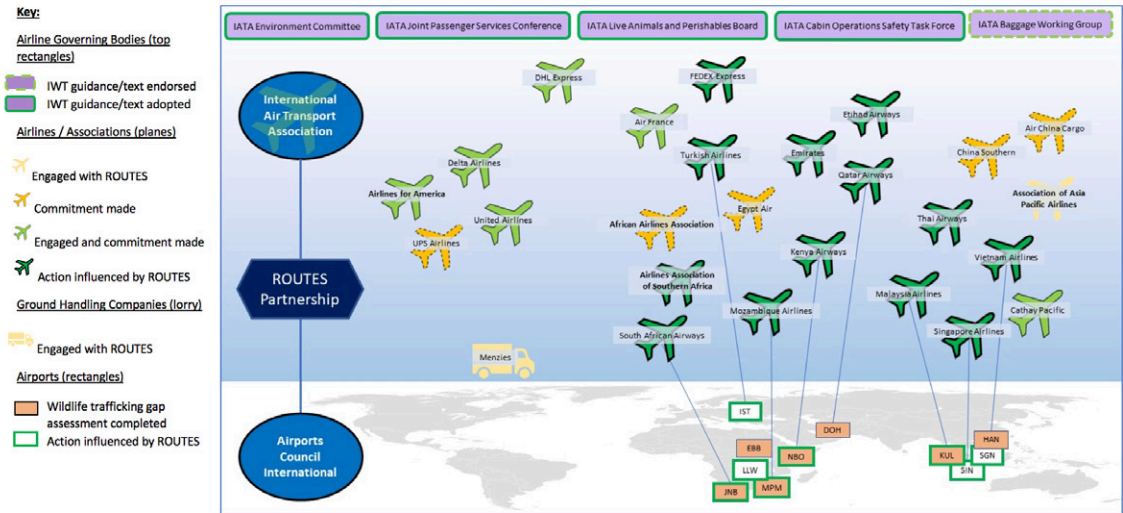 Key:
Airline Governing Bodies (top
rectangles)
IWT guidance/text endorsed
IWT guidance/text adopted
Airlines / Associations (planes)
Engaged with ROUTES
Commitment made
Engaged and commitment made
Action influenced by ROUTES
Ground Handling Companies (lorry)
Engaged with ROUTES
Airports (rectangles)
Wildlife trafficking gap
assessment completed
Action influenced by ROUTES
IATA Environment Committee
IATA Joint Passenger Services Conference
IATA Live Animals and Perishables Board
IATA Cabin Operations Safety Task Force
IATA Baggage Working Group
International
Air Transport
Association
DHL Express
FEDEX Express
Air France
Etihad Airways
Air China Cargo
Turkish Airlines
Emirates
China Southern
Delta Airlines
Qatar Airways
Airlines for America
Association of Asia
Pacific Airlines
Egypt Air
United Airlines
African Airlines Association
Thai Airways
UPS Airlines
Kenya Airways
Vietnam Airlines
Airlines Association
of Southern Africa
ROUTES
Partnership
Malaysia Airlines
Mozambique Airlines
Cathay Pacific
South African Airways
Singapore Airlines
Menzies
Airports
Council
International
IST
DOH
EBB
NBO
HAN
LLW
KUL
SGN
SIN
JNB
MPM